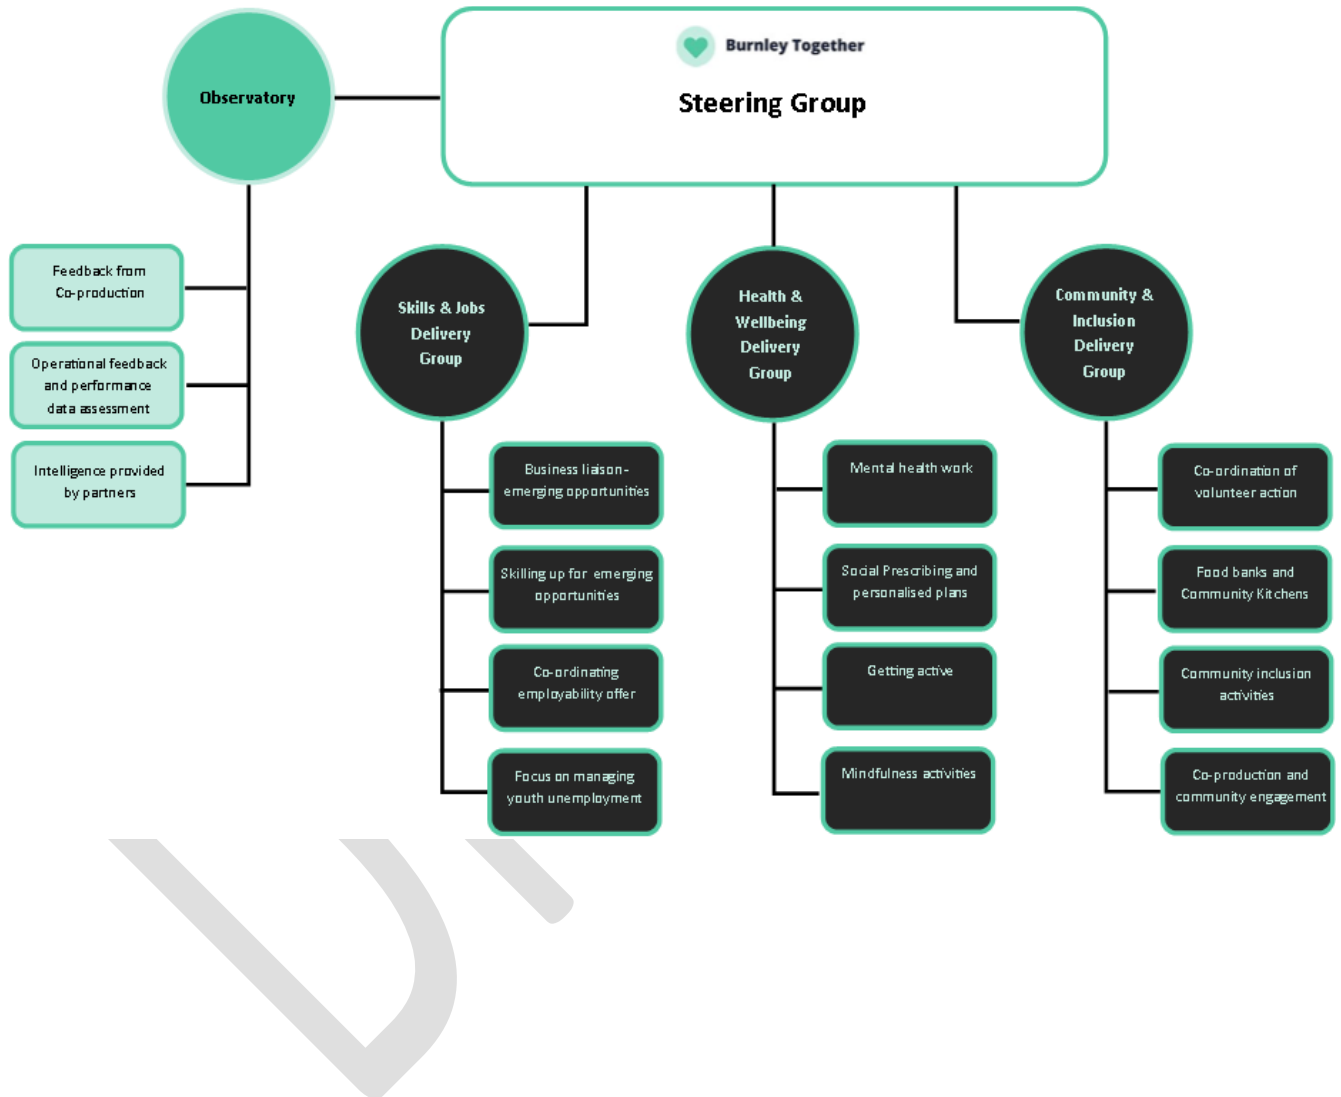 Burnley Together
Steering Group
Observatory
Feedback from
Co-production
Operational feedback
and performance
data assessment
Intelligence provided
by partners
Skills & Jobs
Delivery
Group
Business liaison-
emerging opportunities
Skilling up for emerging
opportunities
Co-ordinating
employability offer
Focus on managing
youth unemployment
Health &
Wellbeing
Delivery
Group
Mental health work
Social Prescribing and
personalised plans
Getting active
Mindfulness activities
Community &
Inclusion
Delivery
Group
Co-ordination of
volunteer action
Food banks and
Community Kitchens
Community inclusion
activities
Co-production and
community engagement